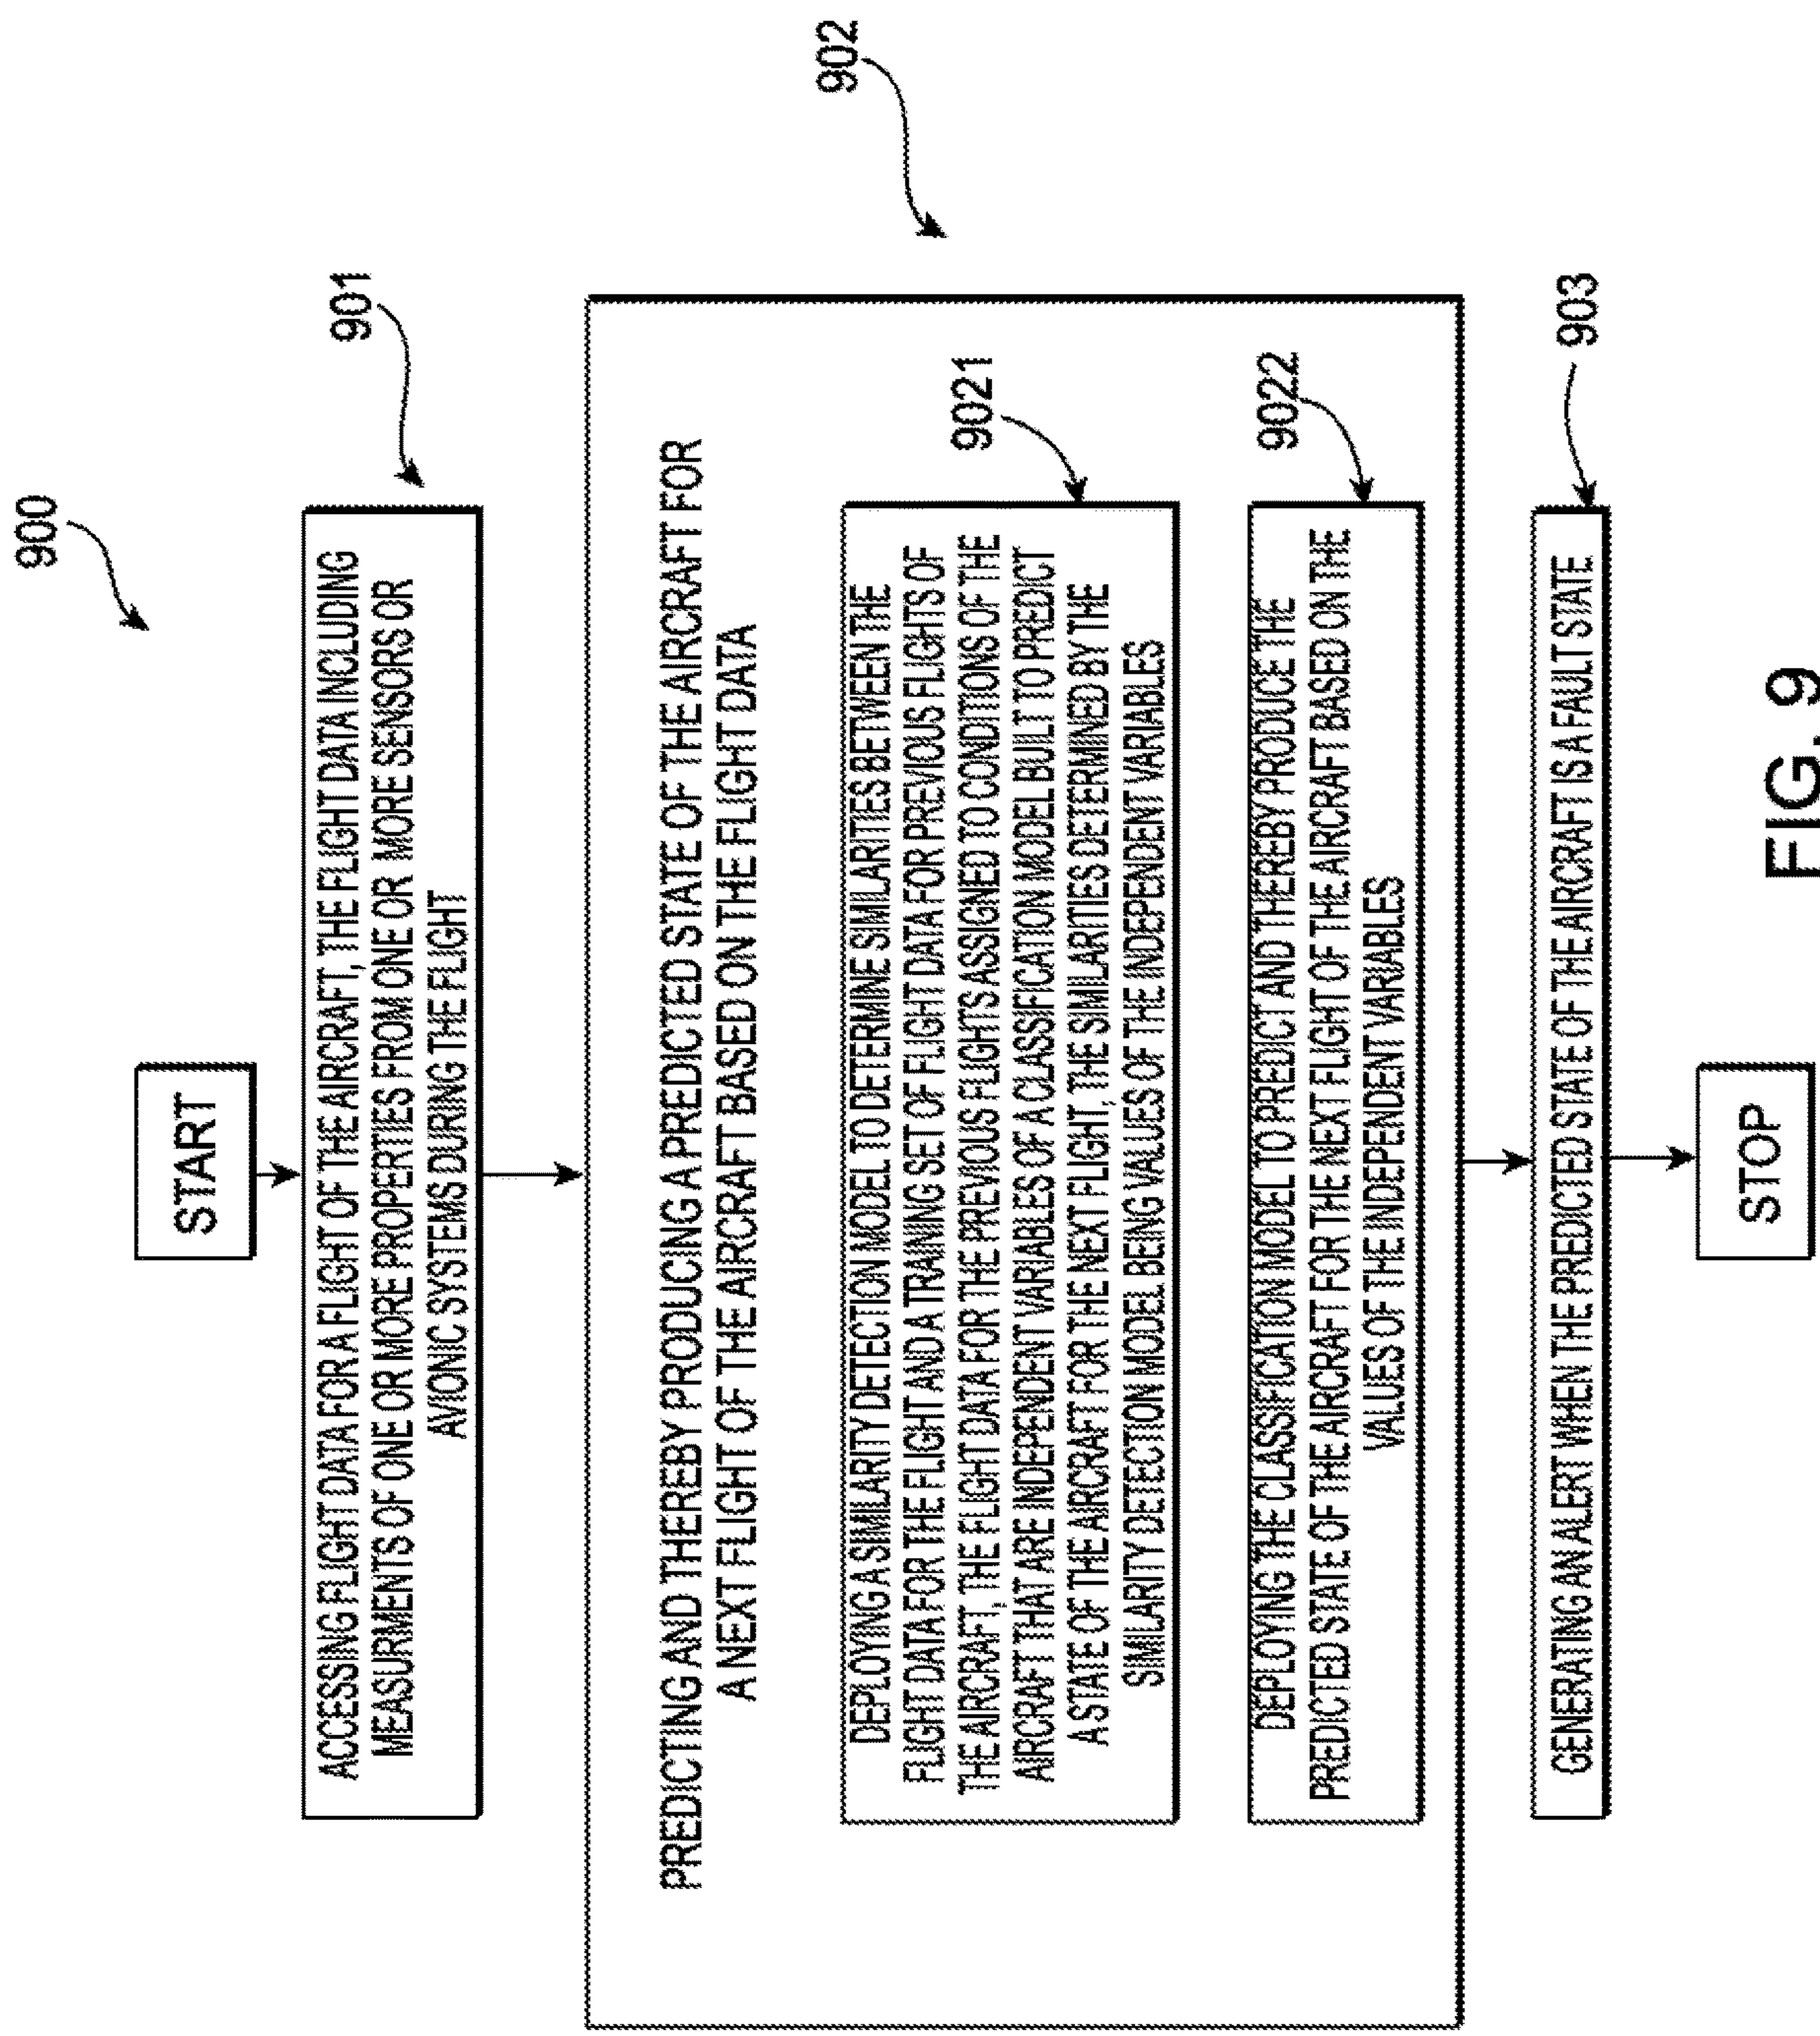 900
START
901
ACCESSING FLIGHT DATA FOR A FLIGHT OF THE AIRCRAFT, THE FLIGHT DATA INCLUDING
MEASURMENTS OF ONE OR MORE PROPERTIES FROM ONE OR MORE SENSORS OR
AVIONIC SYSTEMS DURING THE FLIGHT
902
PREDICTING AND THEREBY PRODUCING A PREDICTED STATE OF THE AIRCRAFT FOR
A NEXT FLIGHT OF THE AIRCRAFT BASED ON THE FLIGHT DATA
9021
DEPLOYING A SIMILARITY DETECTION MODEL TO DETERMINE SIMILARITIES BETWEEN THE
FLIGHT DATA FOR THE FLIGHT AND A TRAINING SET OF FLIGHT DATA FOR PREVIOUS FLIGHTS OF
THE AIRCRAFT, THE FLIGHT DATA FOR THE PREVIOUS FLIGHTS ASSIGNED TO CONDITIONS OF THE
AIRCRAFT THAT ARE INDEPENDENT VARIABLES OF A CLASSIFICATION MODEL BUILT TO PREDICT
A STATE OF THE AIRCRAFT FOR THE NEXT FLIGHT, THE SIMILARITIES DETERMINED BY THE
SIMILARITY DETECTION MODEL BEING VALUES OF THE INDEPENDENT VARIABLES
9022
DEPLOYING THE CLASSIFICATION MODEL TO PREDICT AND THEREBY PRODUCE THE
PREDICTED STATE OF THE AIRCRAFT FOR THE NEXT FLIGHT OF THE AIRCRAFT BASED ON THE
VALUES OF THE INDEPENDENT VARIABLES
903
GENERATING AN ALERT WHEN THE PREDICTED STATE OF THE AIRCRAFT IS A FAULT STATE
STOP
FIG. 9